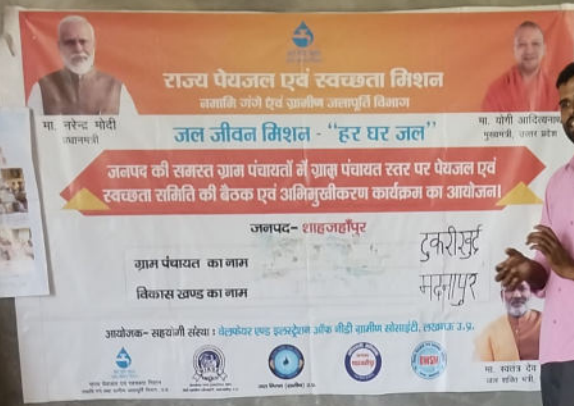 राज्य पेयजल एवं स्वच्छता मिशन
नमामि गंगे एवं ग्रामीण जलापूर्ति विभाग
मा. नरेन्द्र मोदी
प्रधानमंत्री
मा. योगी आदित्यनाथ
मुख्यमंत्री, उत्तर प्रदेश
जल जीवन मिशन - "हर घर जल"
जनपद की समस्त ग्राम पंचायतों में ग्राम पंचायत स्तर पर पेयजल एवं
स्वच्छता समिति की बैठक एवं अभिमुखीकरण कार्यक्रम का आयोजन।
जनपद- शाहजहाँपुर
ग्राम पंचायत का नाम टुकरी खुर्द
विकास खण्ड का नाम मदनापुर
आयोजक- सहयोगी संस्था : वेलफेयर एण्ड इलस्ट्रेशन ऑफ नीडी ग्रामीण सोसाइटी, लखनऊ उ.प्र.
मा. स्वतंत्र देव
जल शक्ति मंत्री